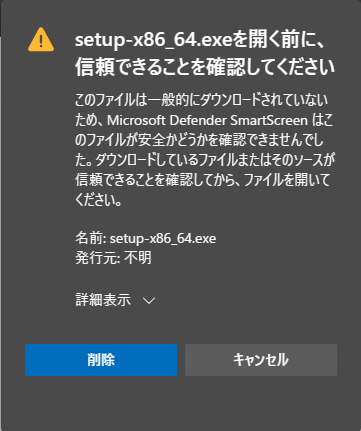 setup-x86_64.exeを開く前に、
信頼できることを確認してください
このファイルは一般的にダウンロードされていない
ため、Microsoft Defender SmartScreen はこ
のファイルが安全かどうかを確認できませんでし
た。ダウンロードしているファイルまたはそのソースが
信頼できることを確認してから、ファイルを開いて
ください。
名前: setup-x86_64.exe
発行元: 不明
詳細表示
削除
キャンセル